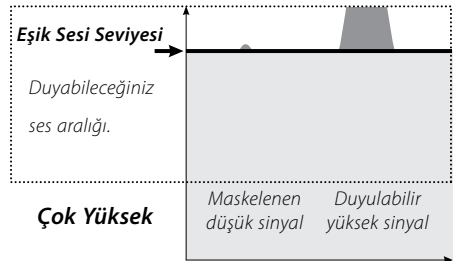 Eşik Sesi Seviyesi
Duyabileceğiniz
ses aralığı.
Çok Yüksek
Maskelenen
düşük sinyal
Duyulabilir
yüksek sinyal